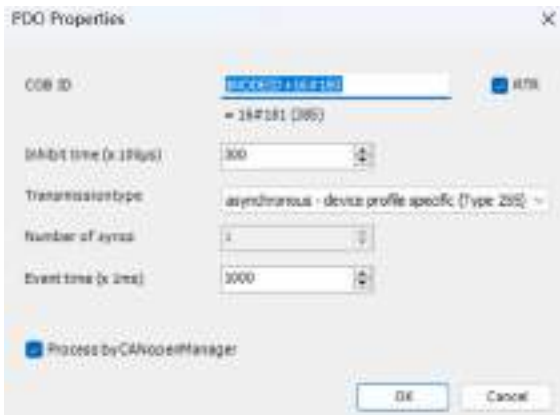 PDO Properties
COB ID
$NODEID+16#180
RTR
= 16#181 (385)
Inhibit time (x 100µs)
300
Transmissiontype
asynchronous - device profile specific (Type 255)
Number of syncs
1
Event time (x 1ms)
1000
Process by CANopenManager
OK
Cancel